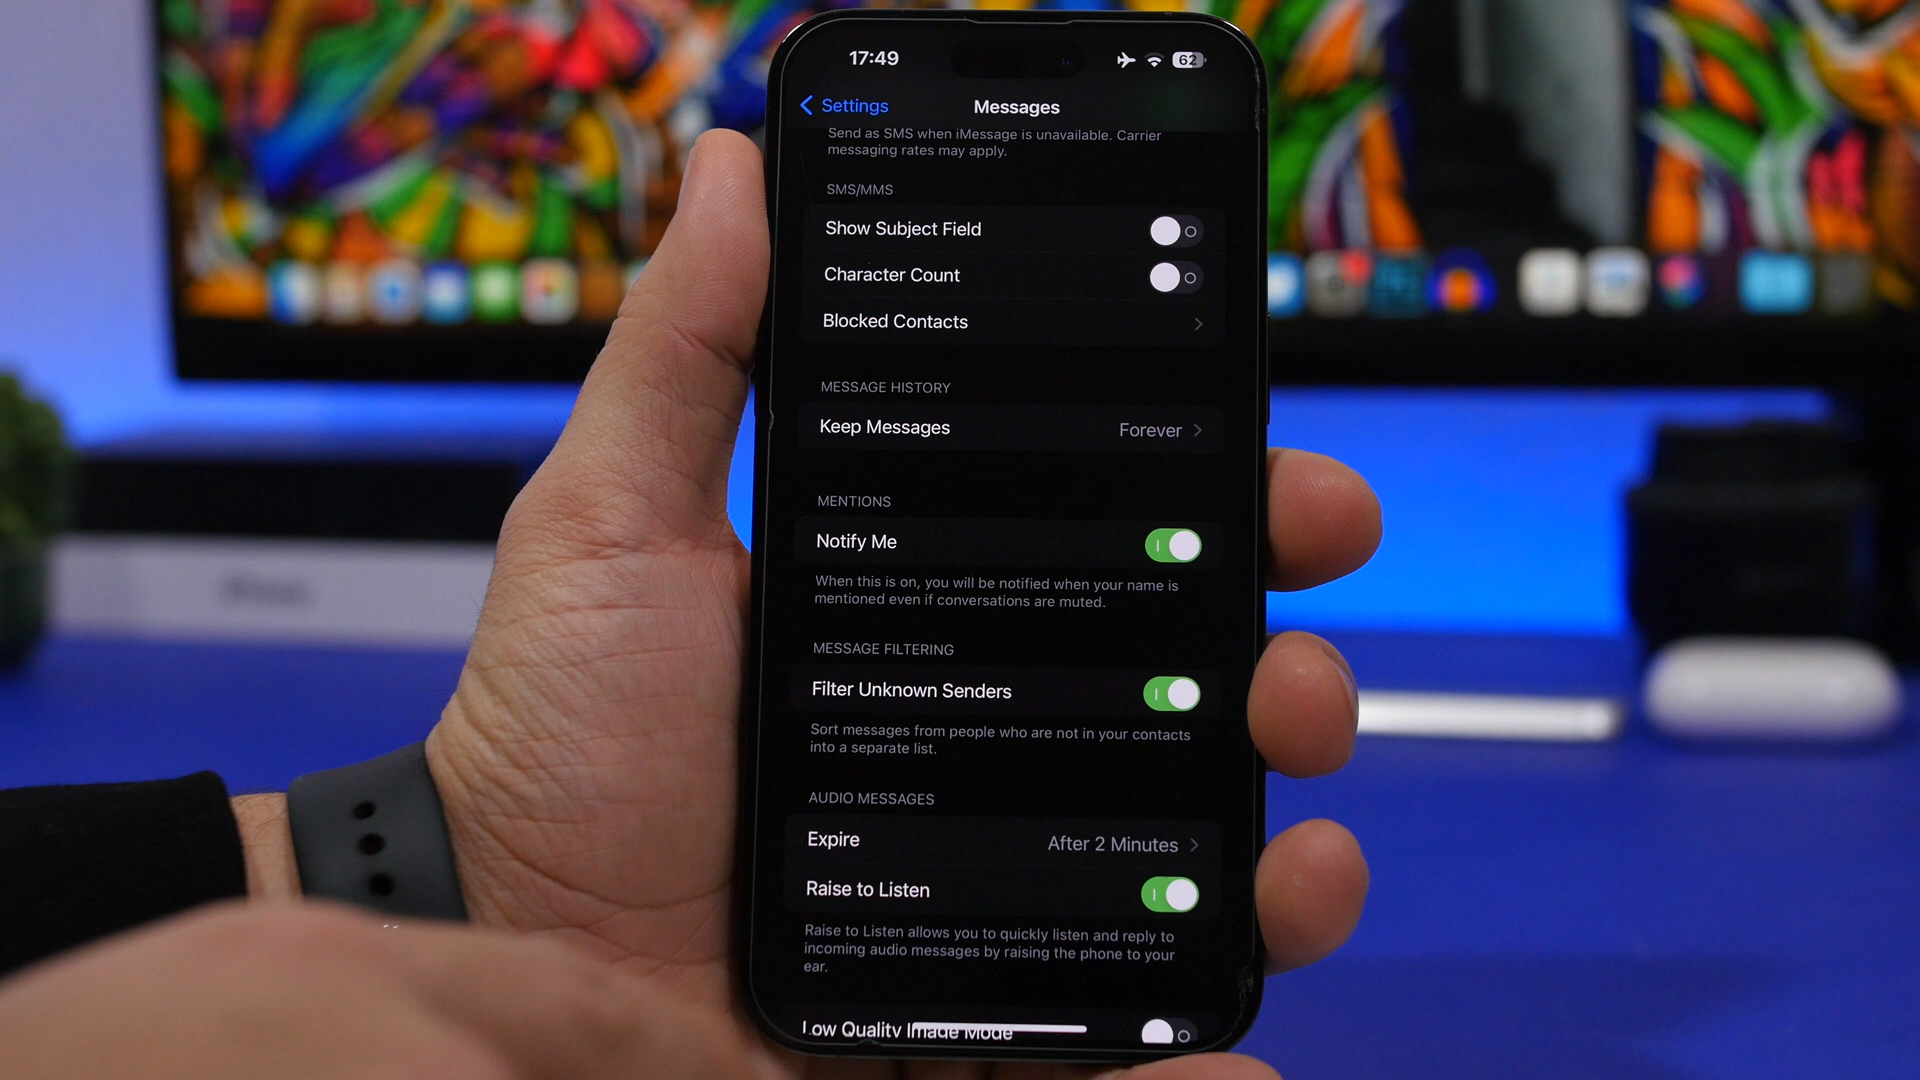 17:49
62
Settings
Messages
Send as SMS when iMessage is unavailable. Carrier
messaging rates may apply.
SMS/MMS
Show Subject Field
Character Count
Blocked Contacts
MESSAGE HISTORY
Keep Messages Forever
MENTIONS
Notify Me
When this is on, you will be notified when your name is
mentioned even if conversations are muted.
MESSAGE FILTERING
Filter Unknown Senders
Sort messages from people who are not in your contacts
into a separate list.
AUDIO MESSAGES
Expire After 2 Minutes
Raise to Listen
Raise to Listen allows you to quickly listen and reply to
incoming audio messages by raising the phone to your
ear.
Low Quality Image Mode